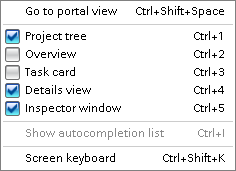 Go to portal view Ctrl+Shift+Space
Project tree Ctrl+1
Overview Ctrl+2
Task card Ctrl+3
Details view Ctrl+4
Inspector window Ctrl+5
Show autocompletion list Ctrl+I
Screen keyboard Ctrl+Shift+K